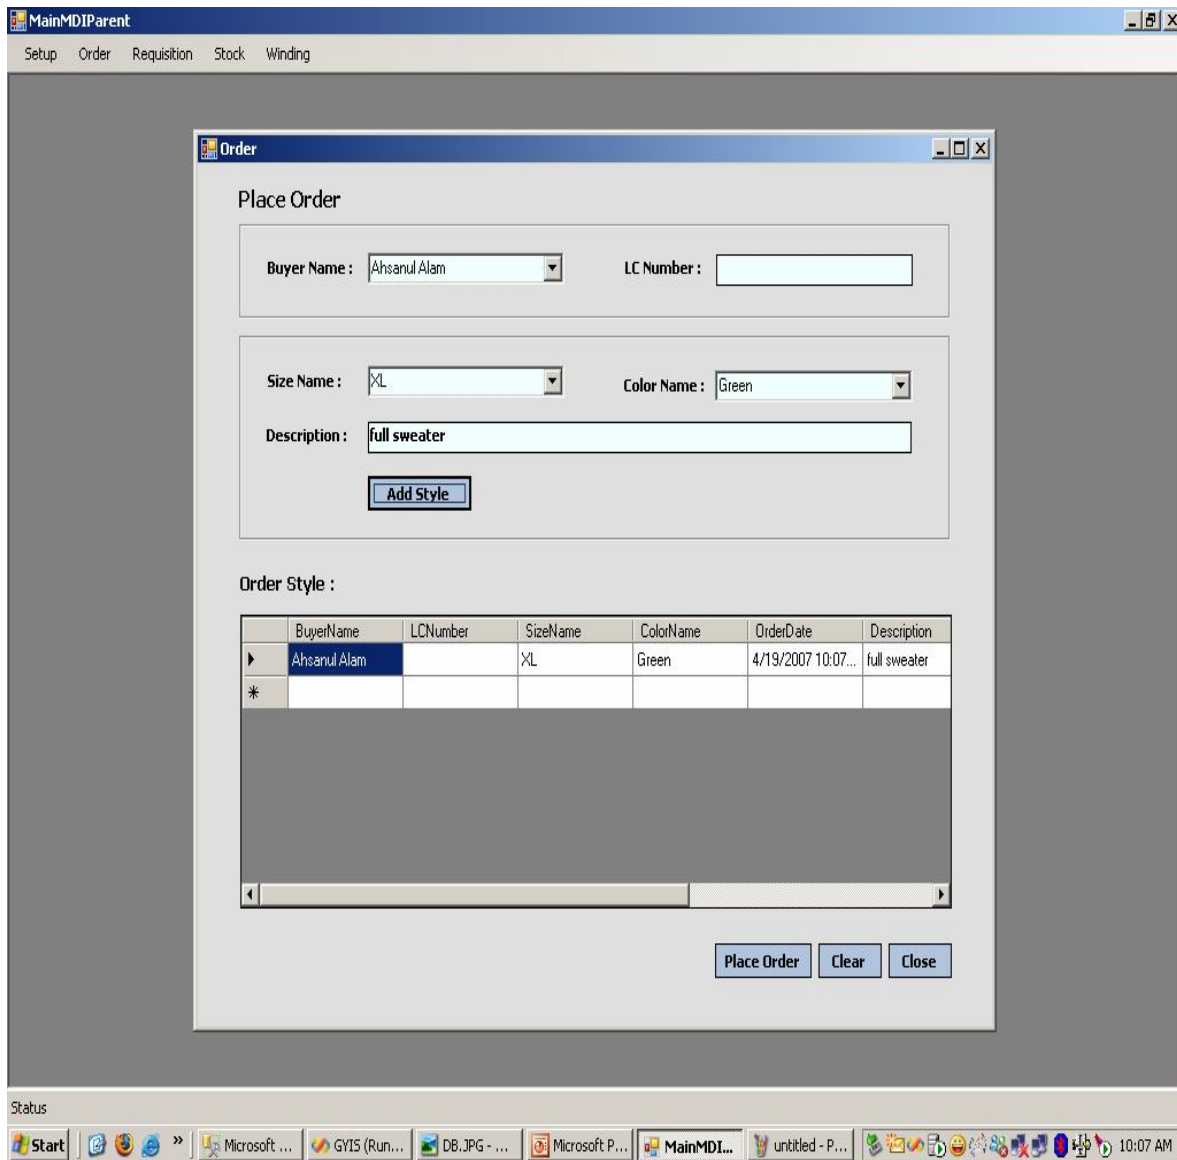 MainMDIParent
Setup Order Requisition Stock Winding
Order
Place Order
Buyer Name : Ahsanul Alam LC Number :
Size Name : XL Color Name : Green
Description : full sweater
Add Style
Order Style :
BuyerName LCNumber SizeName ColorName OrderDate Description
Ahsanul Alam XL Green 4/19/2007 10:07... full sweater
Place Order Clear Close
Status
Start » Microsoft ... GYIS (Run... DB.JPG - ... Microsoft P... MainMDI... untitled - P... 10:07 AM